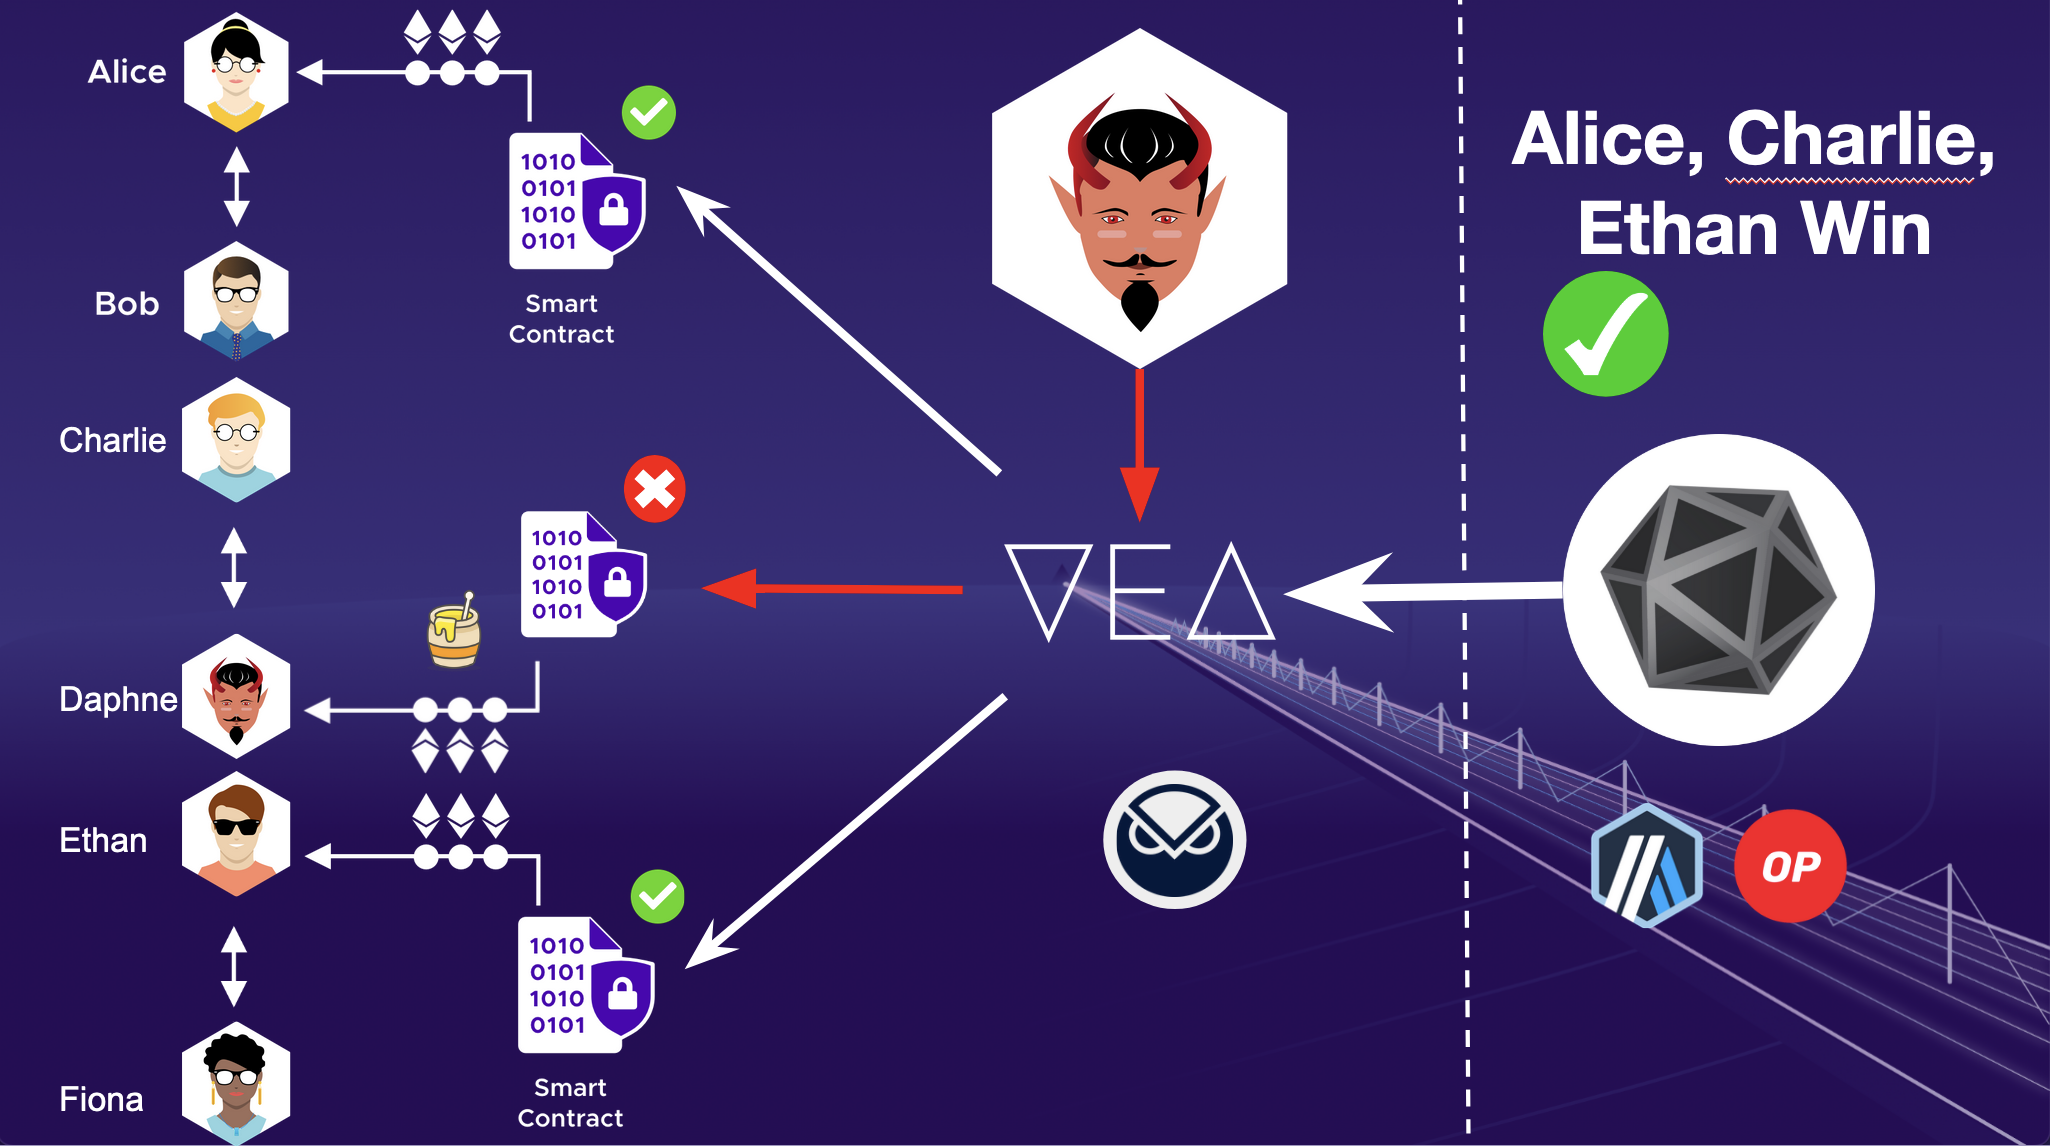 Alice
1010
0101
1010
0101
Smart
Contract
Bob
Charlie
1010
0101
1010
0101
Daphne
Ethan
1010
0101
1010
0101
Smart
Contract
Fiona
VEA
Alice, Charlie,
Ethan Win
OP